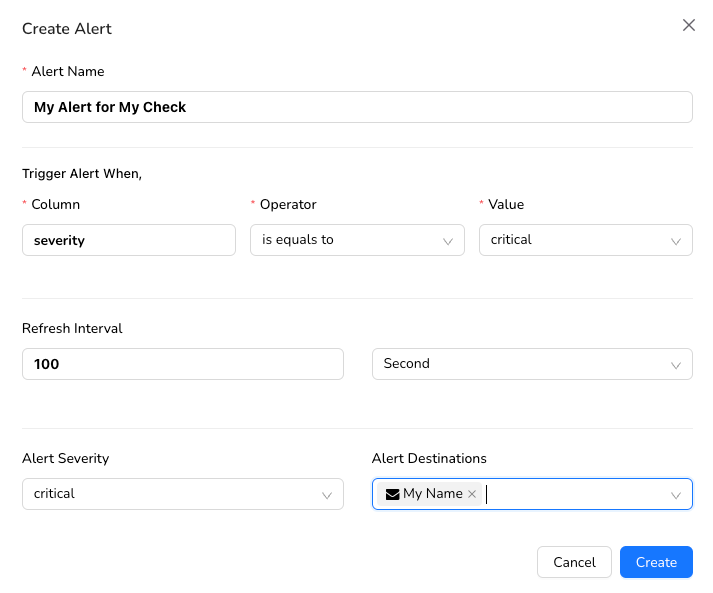 Create Alert
* Alert Name
My Alert for My Check
Trigger Alert When,
* Column * Operator * Value
severity is equals to critical
Refresh Interval
100 Second
Alert Severity Alert Destinations
critical My Name
Cancel Create